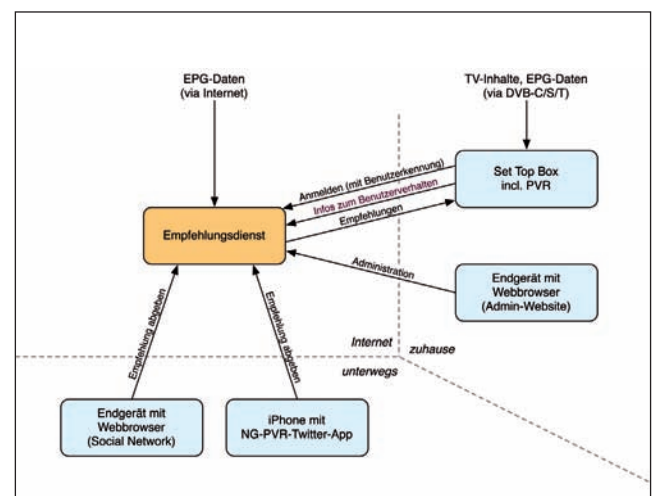 EPG-Daten
(via Internet)
TV-Inhalte, EPG-Daten
(via DVB-C/S/T)
Anmelden (mit Benutzerkennung)
Infos zum Benutzerverhalten
Empfehlungen
Set Top Box
incl. PVR
Empfehlungsdienst
Administration
Endgerät mit
Webbrowser
(Admin-Website)
Empfehlung abgeben
Empfehlung abgeben
Internet
zuhause
unterwegs
Endgerät mit
Webbrowser
(Social Network)
iPhone mit
NG-PVR-Twitter-App